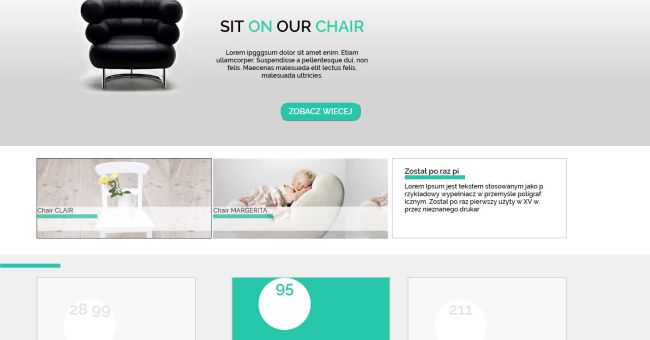 SIT ON OUR CHAIR
Lorem ipgggsum dolor sit amet enim. Etiam
ullamcorper. Suspendisse a pellentesque dui, non
felis. Maecenas malesuada elit lectus felis,
malesuada ultricies.
ZOBACZ WIECEJ
Chair CLAIR
Chair MARGERITA
Został po raz pi
Lorem Ipsum jest tekstem stosowanym jako p
rzykładowy wypełniacz w przemyśle poligraf
icznym. Został po raz pierwszy użyty w XV w.
przez nieznanego drukar
28 99
95
211